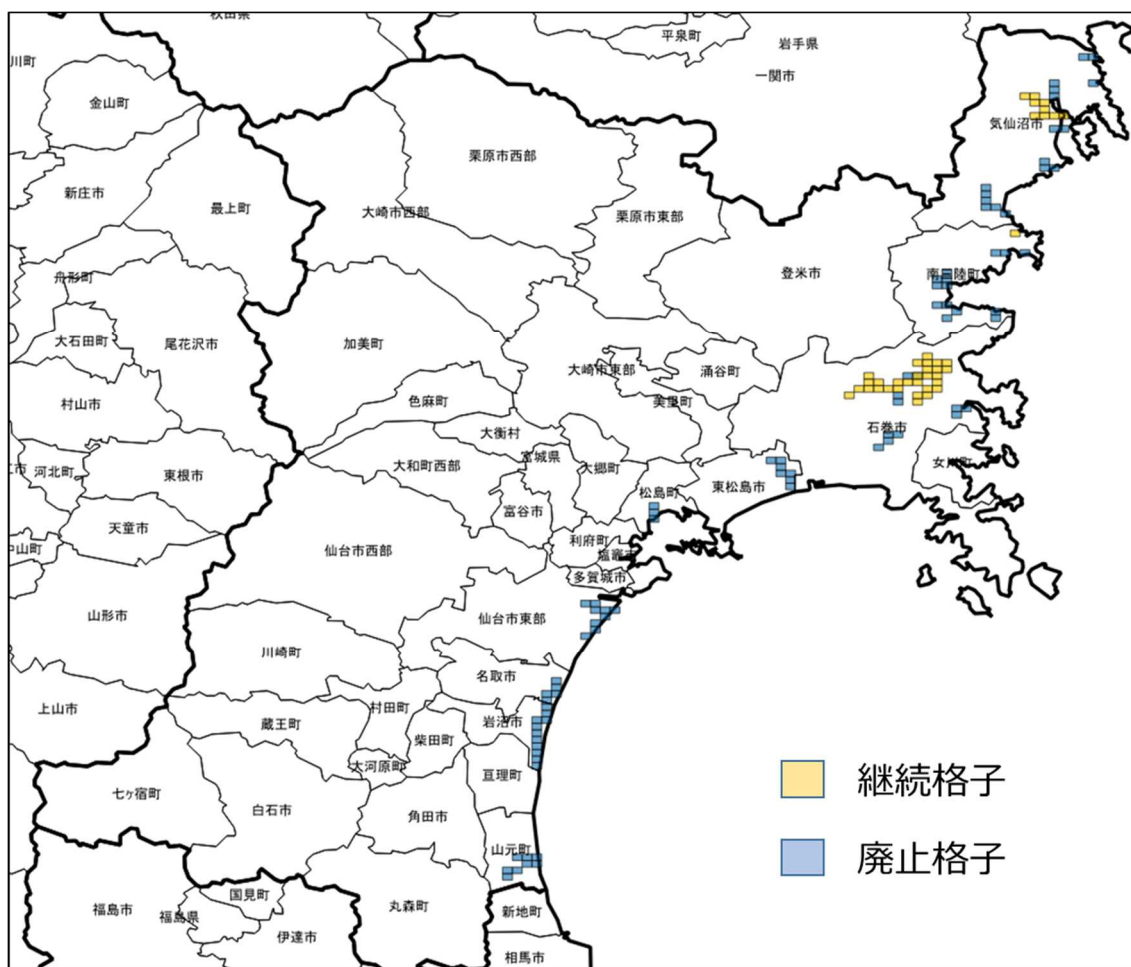 秋田県
平泉町
岩手県
川町
一関市
金山町
気仙沼市
栗原市西部
新庄市
最上町
大崎市西部
栗原市東部
登米市
南三陸町
舟形町
大石田町
尾花沢市
加美町
大崎市東部
涌谷町
村山市
色麻町
美里町
石巻市
大衡村
河北町
東根市
大和町西部
宮城県
大郷町
女川町
東松島市
松島町
富谷市
天童市
仙台市西部
利府町
塩竈市
中山町
多賀城市
山形市
仙台市東部
川崎町
名取市
上山市
村田町
蔵王町
岩沼市
柴田町
大河原町
亘理町
七ヶ宿町
白石市
角田市
継続格子
山元町
廃止格子
国見町
福島市
福島県
丸森町
新地町
伊達市
相馬市